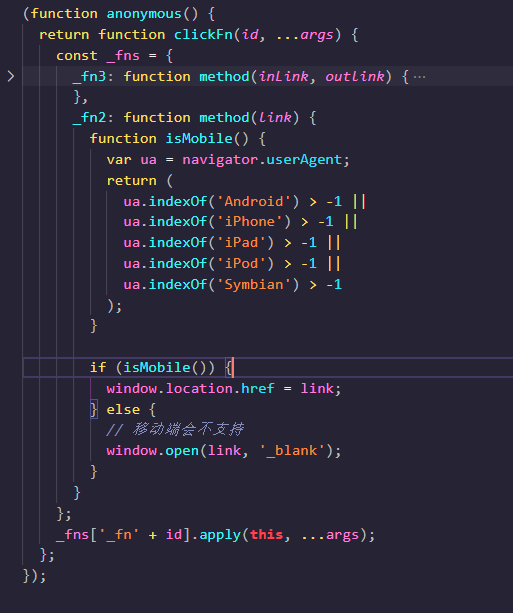 (function anonymous() {
return function clickFn(id, ...args) {
const _fns = {
_fn3: function method(inLink, outlink) { ···
},
_fn2: function method(link) {
function isMobile() {
var ua = navigator.userAgent;
return (
ua.indexOf('Android') > -1 ||
ua.indexOf('iPhone') > -1 ||
ua.indexOf('iPad') > -1 ||
ua.indexOf('iPod') > -1 ||
ua.indexOf('Symbian') > -1
);
}
if (isMobile()) {
window.location.href = link;
} else {
// 移动端会不支持
window.open(link, '_blank');
}
}
};
_fns['_fn' + id].apply(this, ...args);
};
});